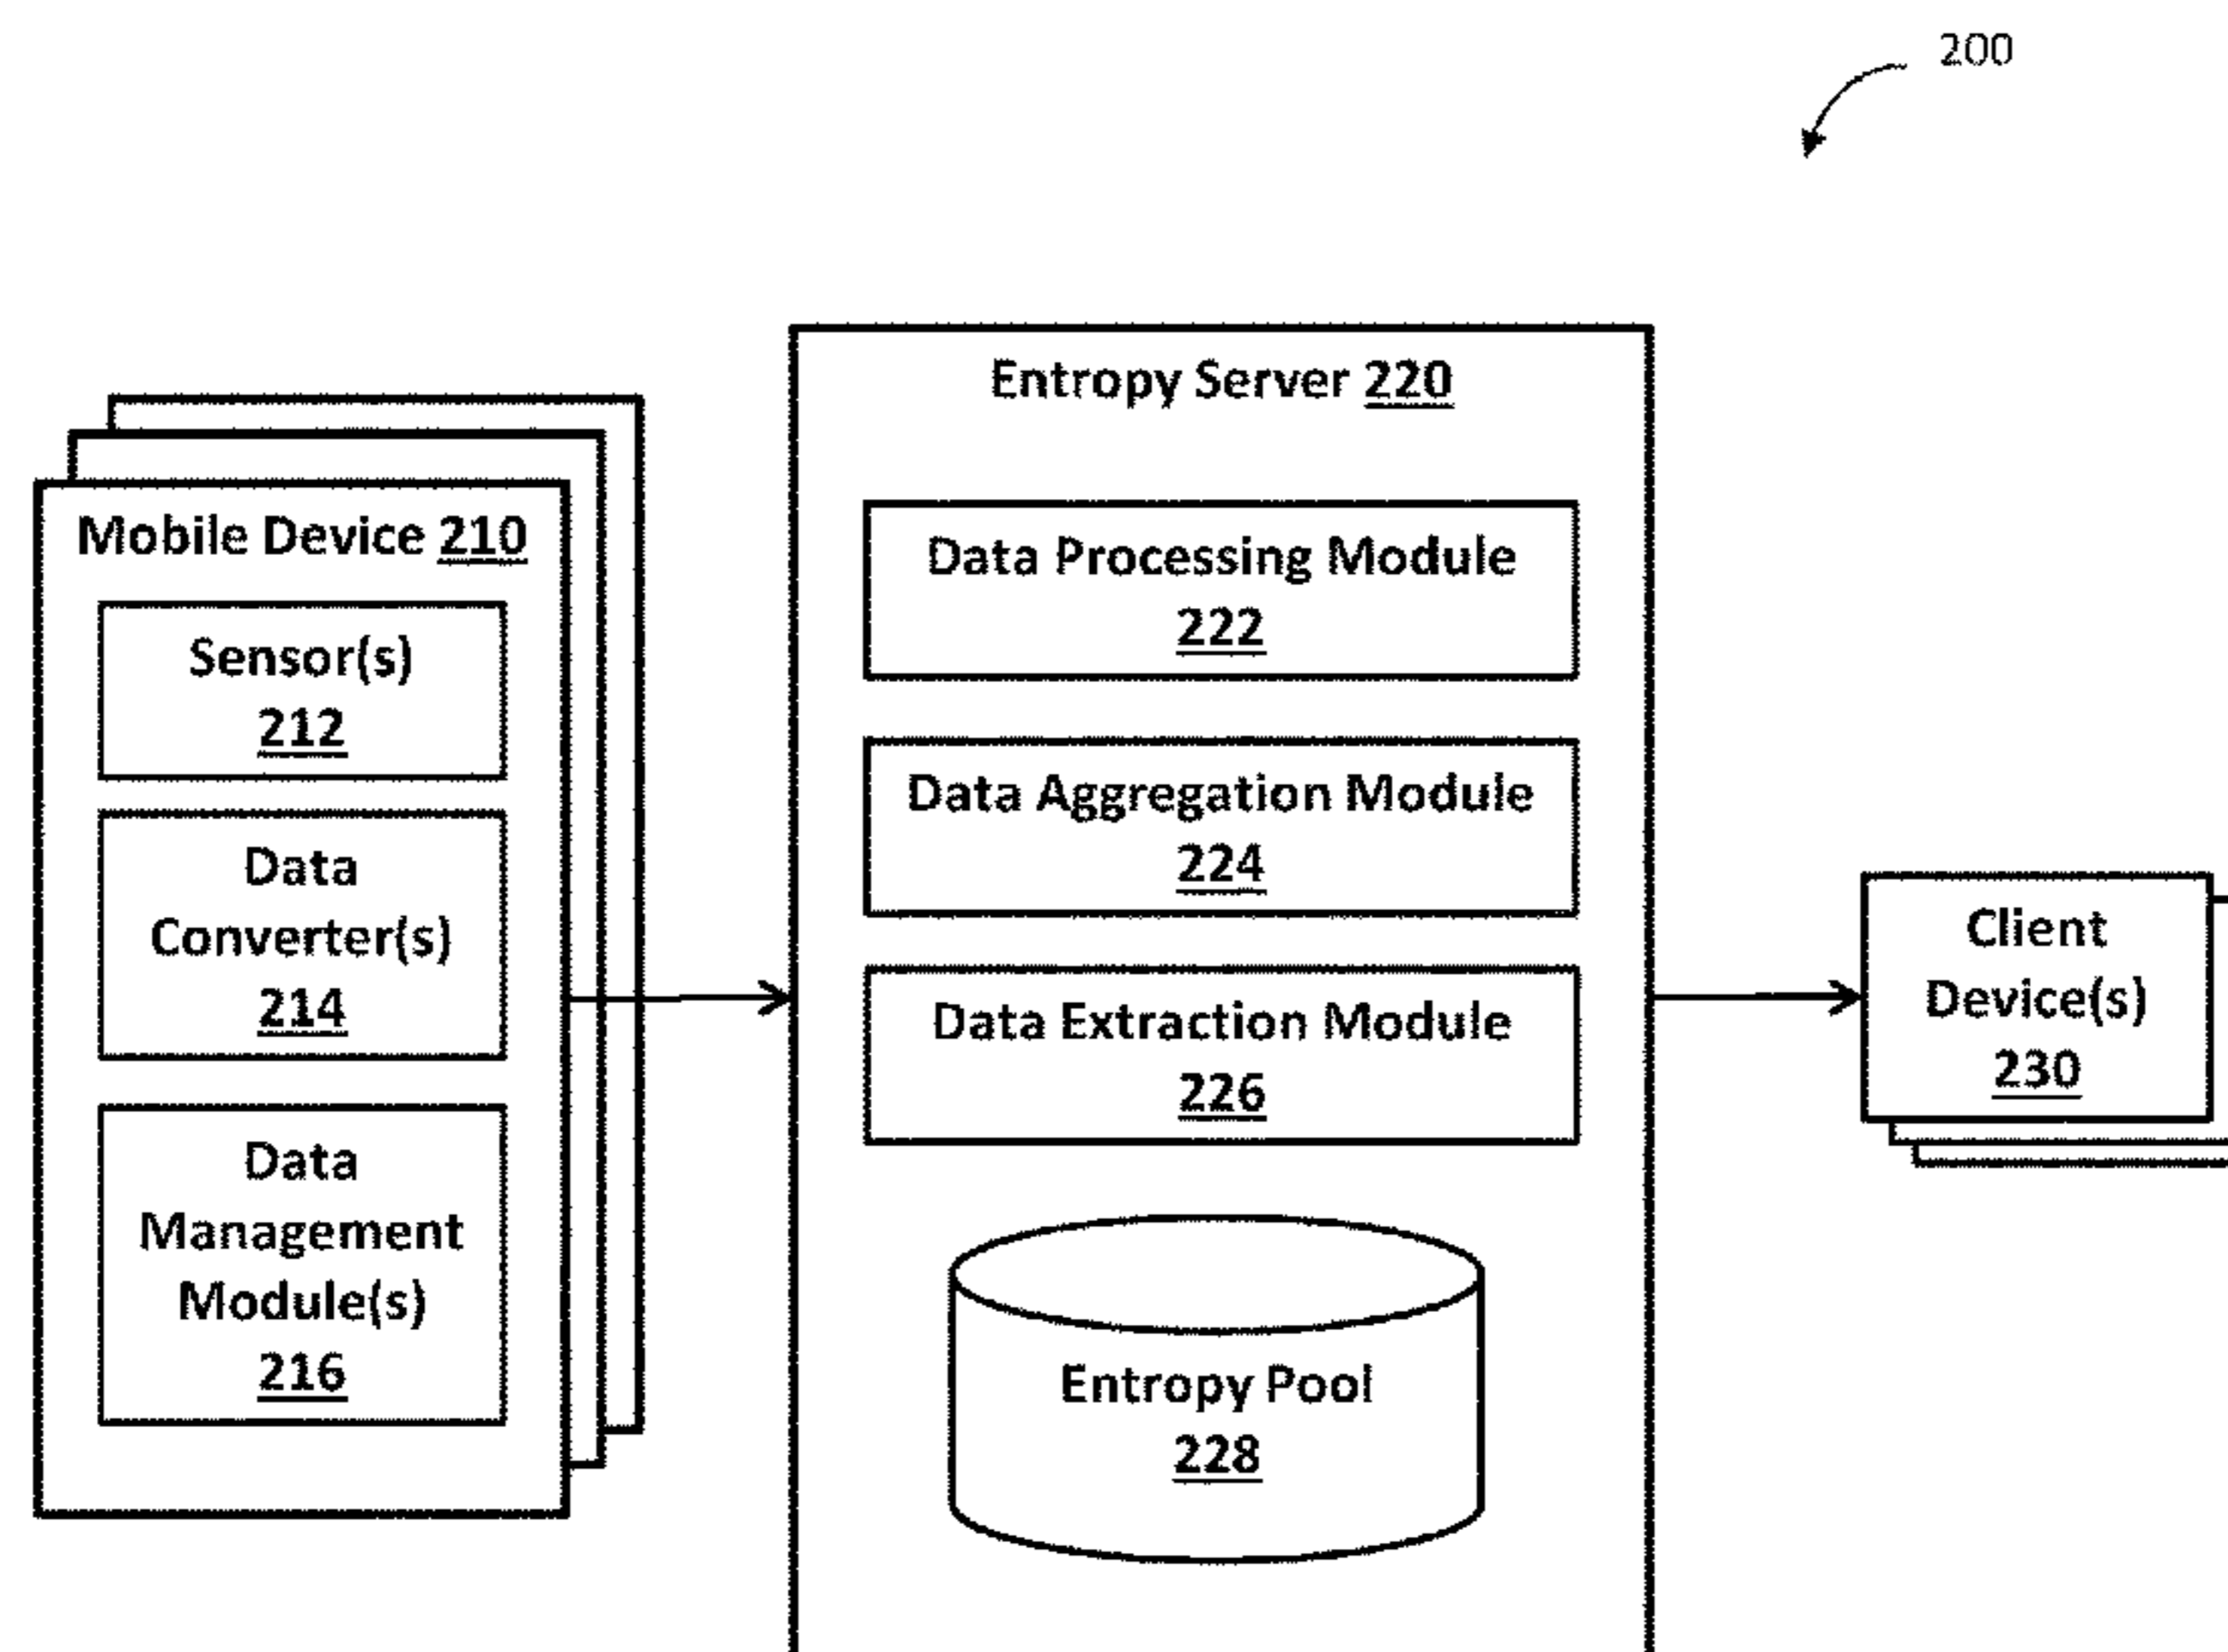 200
Mobile Device 210
Sensor(s)
212
Data
Converter(s)
214
Data
Management
Module(s)
216
Entropy Server 220
Data Processing Module
222
Data Aggregation Module
224
Data Extraction Module
226
Entropy Pool
228
Client
Device(s)
230